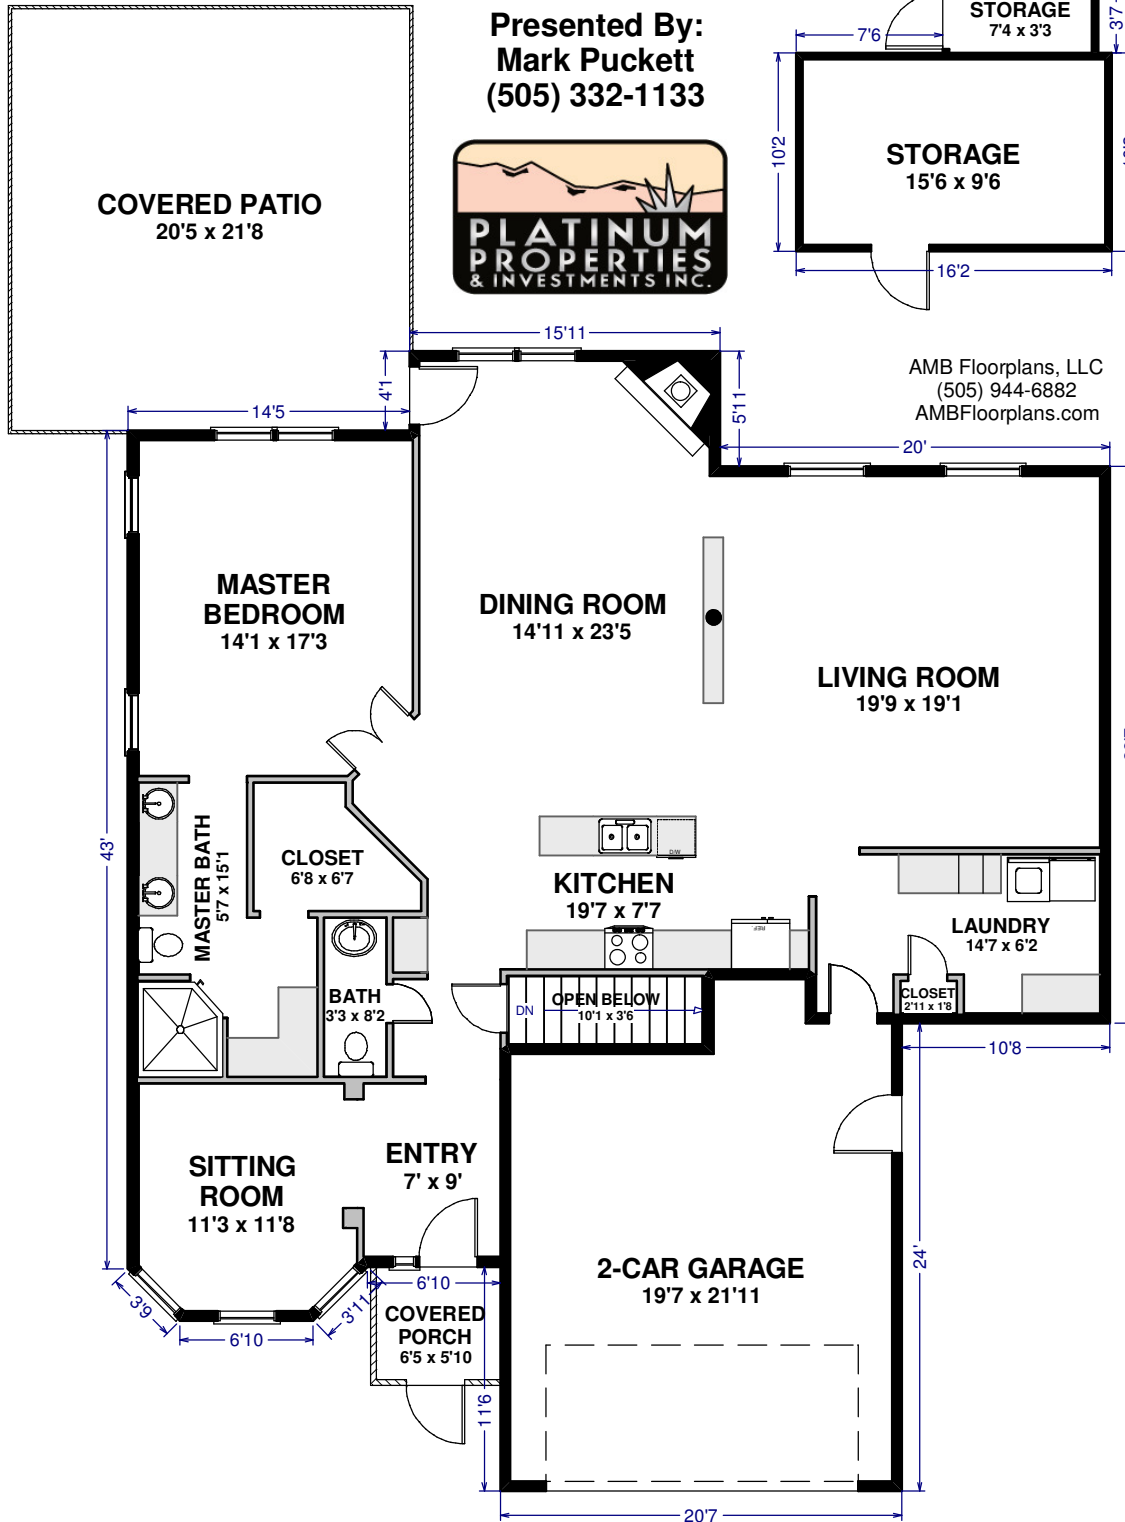 Presented By:
Mark Puckett
(505) 332-1133
PLATINUM
PROPERTIES
& INVESTMENTS INC.
STORAGE
7'4 x 3'3
3'7
7'6
10'2
STORAGE
15'6 x 9'6
16'2
COVERED PATIO
20'5 x 21'8
AMB Floorplans, LLC
(505) 944-6882
AMBFloorplans.com
15'11
4'1
5'11
14'5
20'
MASTER
BEDROOM
14'1 x 17'3
DINING ROOM
14'11 x 23'5
LIVING ROOM
19'9 x 19'1
43'
MASTER BATH
5'7 x 15'1
CLOSET
6'8 x 6'7
D/W
KITCHEN
19'7 x 7'7
REF.
LAUNDRY
14'7 x 6'2
CLOSET
2'11 x 1'8
BATH
3'3 x 8'2
DN
OPEN BELOW
10'1 x 3'6
10'8
SITTING
ROOM
11'3 x 11'8
ENTRY
7' x 9'
2-CAR GARAGE
19'7 x 21'11
24'
3'9
6'10
3'11
6'10
COVERED
PORCH
6'5 x 5'10
11'6
20'7